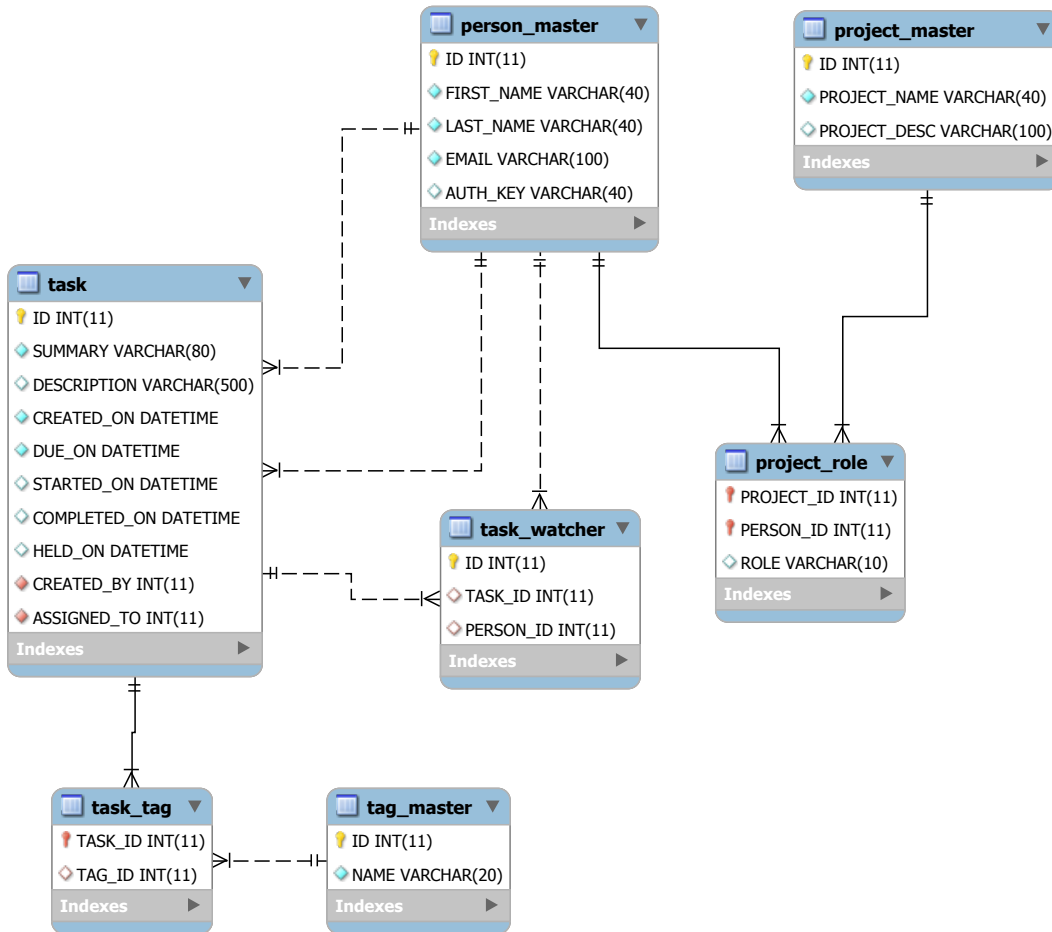 person_master
ID INT(11)
FIRST_NAME VARCHAR(40)
LAST_NAME VARCHAR(40)
EMAIL VARCHAR(100)
AUTH_KEY VARCHAR(40)
Indexes
project_master
ID INT(11)
PROJECT_NAME VARCHAR(40)
PROJECT_DESC VARCHAR(100)
Indexes
task
ID INT(11)
SUMMARY VARCHAR(80)
DESCRIPTION VARCHAR(500)
CREATED_ON DATETIME
DUE_ON DATETIME
STARTED_ON DATETIME
COMPLETED_ON DATETIME
HELD_ON DATETIME
CREATED_BY INT(11)
ASSIGNED_TO INT(11)
Indexes
project_role
PROJECT_ID INT(11)
PERSON_ID INT(11)
ROLE VARCHAR(10)
Indexes
task_watcher
ID INT(11)
TASK_ID INT(11)
PERSON_ID INT(11)
Indexes
task_tag
TASK_ID INT(11)
TAG_ID INT(11)
Indexes
tag_master
ID INT(11)
NAME VARCHAR(20)
Indexes